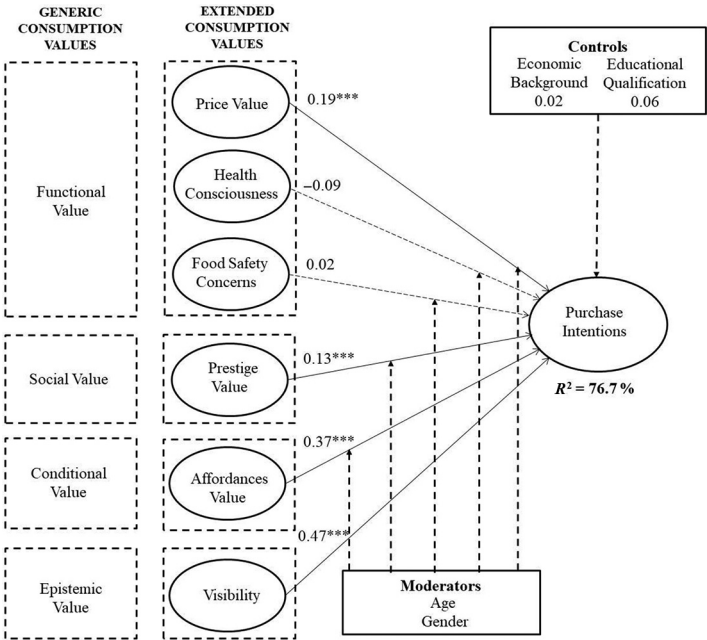 GENERIC
CONSUMPTION
VALUES
EXTENDED
CONSUMPTION
VALUES
Controls
Economic
Background
0.02
Educational
Qualification
0.06
Functional
Value
Price Value
0.19***
Health
Consciousness
–0.09
Food Safety
Concerns
0.02
Purchase
Intentions
R² = 76.7%
Social Value
Prestige
Value
0.13***
Conditional
Value
Affordances
Value
0.37***
Epistemic
Value
Visibility
0.47***
Moderators
Age
Gender